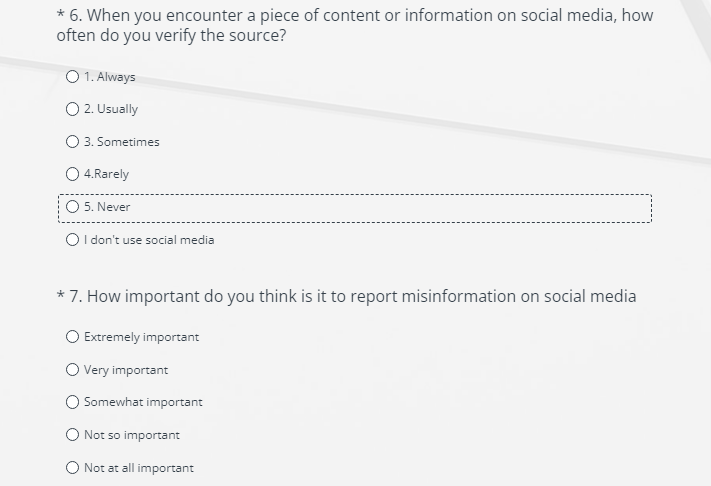 * 6. When you encounter a piece of content or information on social media, how
often do you verify the source?
1. Always
2. Usually
3. Sometimes
4.Rarely
5. Never
I don't use social media
* 7. How important do you think is it to report misinformation on social media
Extremely important
Very important
Somewhat important
Not so important
Not at all important